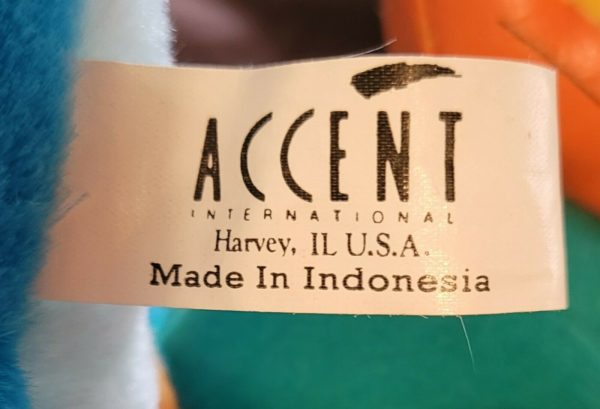 ACCENT
INTERNATIONAL
Harvey, IL U.S.A.
Made In Indonesia